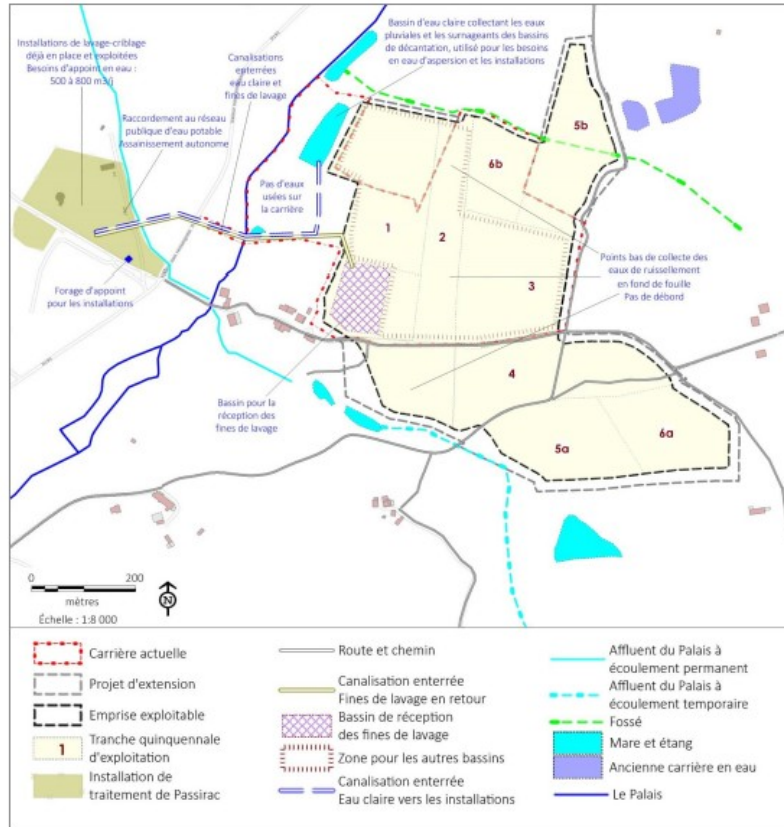 Installations de lavage-criblage
déjà en place et exploitées
Besoins d'appoint en eau :
500 à 800 m3/j
Canalisations
enterrées
eau claire et
fines de lavage
Bassin d'eau claire collectant les eaux
pluviales et les surnageants des bassins
de décantation, utilisé pour les besoins
en eau d'aspersion et les installations
Raccordement au réseau
publique d'eau potable
Assainissement autonome
Pas d'eaux
usées sur
la carrière
5b
6b
1
2
3
Points bas de collecte des
eaux de ruissellement
en fond de fouille
Pas de débord
Forage d'appoint
pour les installations
Bassin pour la
réception des
fines de lavage
4
5a
6a
0
200
mètres
Échelle : 1:8 000
N
Carrière actuelle
Projet d'extension
Emprise exploitable
1
Tranche quinquennale
d'exploitation
Installation de
traitement de Passirac
Route et chemin
Canalisation enterrée
Fines de lavage en retour
Bassin de réception
des fines de lavage
Zone pour les autres bassins
Canalisation enterrée
Eau claire vers les installations
Affluent du Palais à
écoulement permanent
Affluent du Palais à
écoulement temporaire
Fossé
Mare et étang
Ancienne carrière en eau
Le Palais